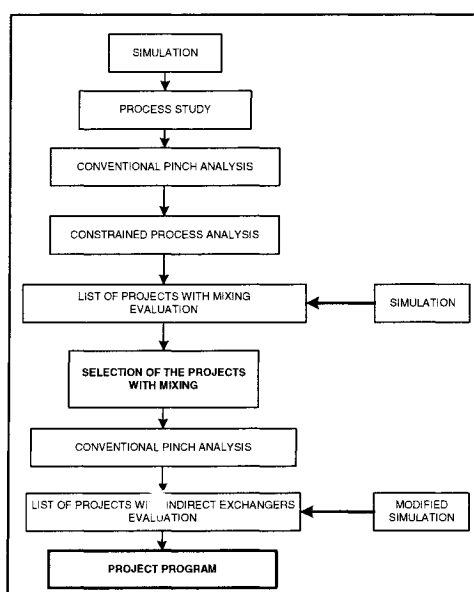 SIMULATION
PROCESS STUDY
CONVENTIONAL PINCH ANALYSIS
CONSTRAINED PROCESS ANALYSIS
LIST OF PROJECTS WITH MIXING
EVALUATION
SIMULATION
SELECTION OF THE PROJECTS
WITH MIXING
CONVENTIONAL PINCH ANALYSIS
LIST OF PROJECTS INDIRECT EXCHANGERS
EVALUATION
MODIFIED
SIMULATION
PROJECT PROGRAM